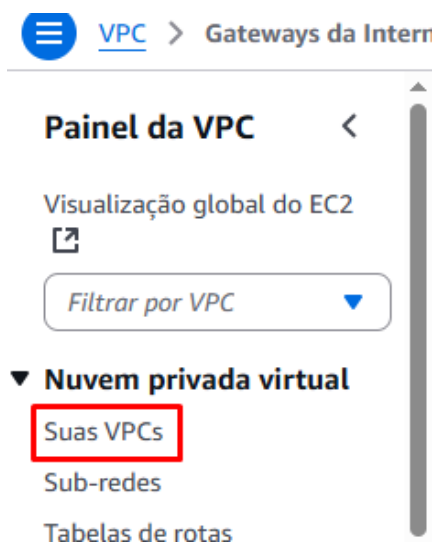 VPC > Gateways da Intern
Painel da VPC
Visualização global do EC2
Filtrar por VPC
Nuvem privada virtual
Suas VPCs
Sub-redes
Tabelas de rotas